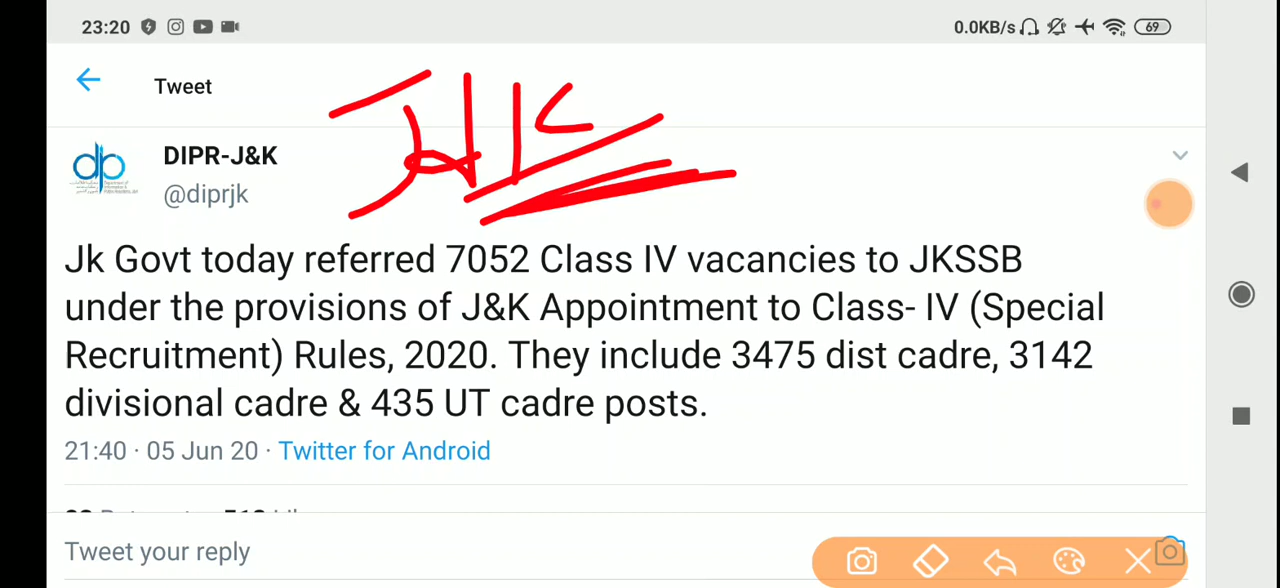 23:20
0.0KB/s
69
Tweet
J&K
DIPR-J&K
@diprjk
Jk Govt today referred 7052 Class IV vacancies to JKSSB
under the provisions of J&K Appointment to Class- IV (Special
Recruitment) Rules, 2020. They include 3475 dist cadre, 3142
divisional cadre & 435 UT cadre posts.
21:40 · 05 Jun 20 · Twitter for Android
Tweet your reply